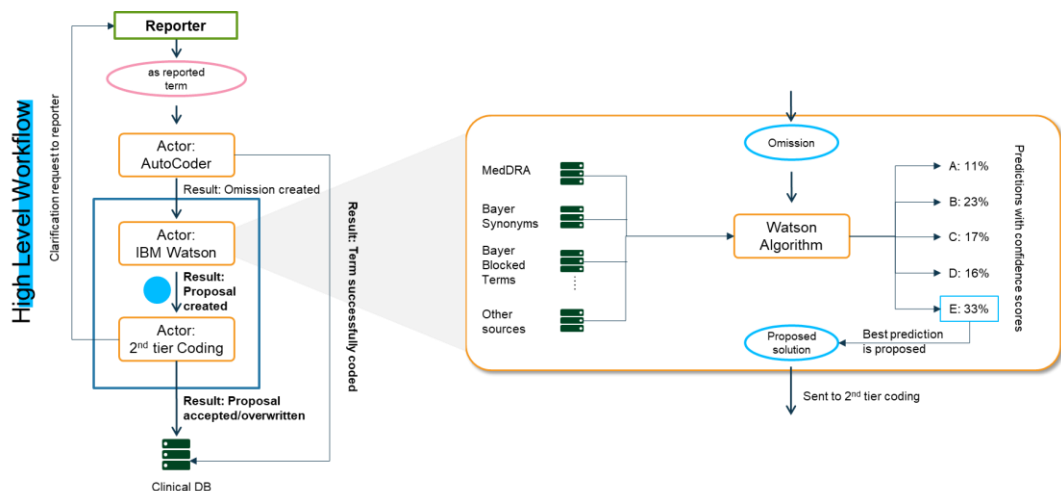 High Level Workflow
Clarification request to reporter
Reporter
as reported
term
Actor:
AutoCoder
Result: Omission created
Actor:
IBM Watson
Result:
Proposal
created
Actor:
2nd tier Coding
Result: Proposal
accepted/overwritten
Clinical DB
Result: Term successfully coded
Omission
MedDRA
Bayer
Synonyms
Bayer
Blocked
Terms
Other
sources
Watson
Algorithm
A: 11%
B: 23%
C: 17%
D: 16%
E: 33%
Predictions with confidence scores
Proposed
solution
Best prediction
is proposed
Sent to 2nd tier coding